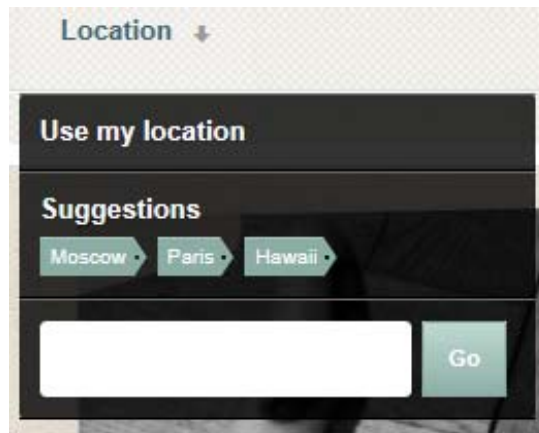 Location
Use my location
Suggestions
Moscow Paris Hawaii
Go